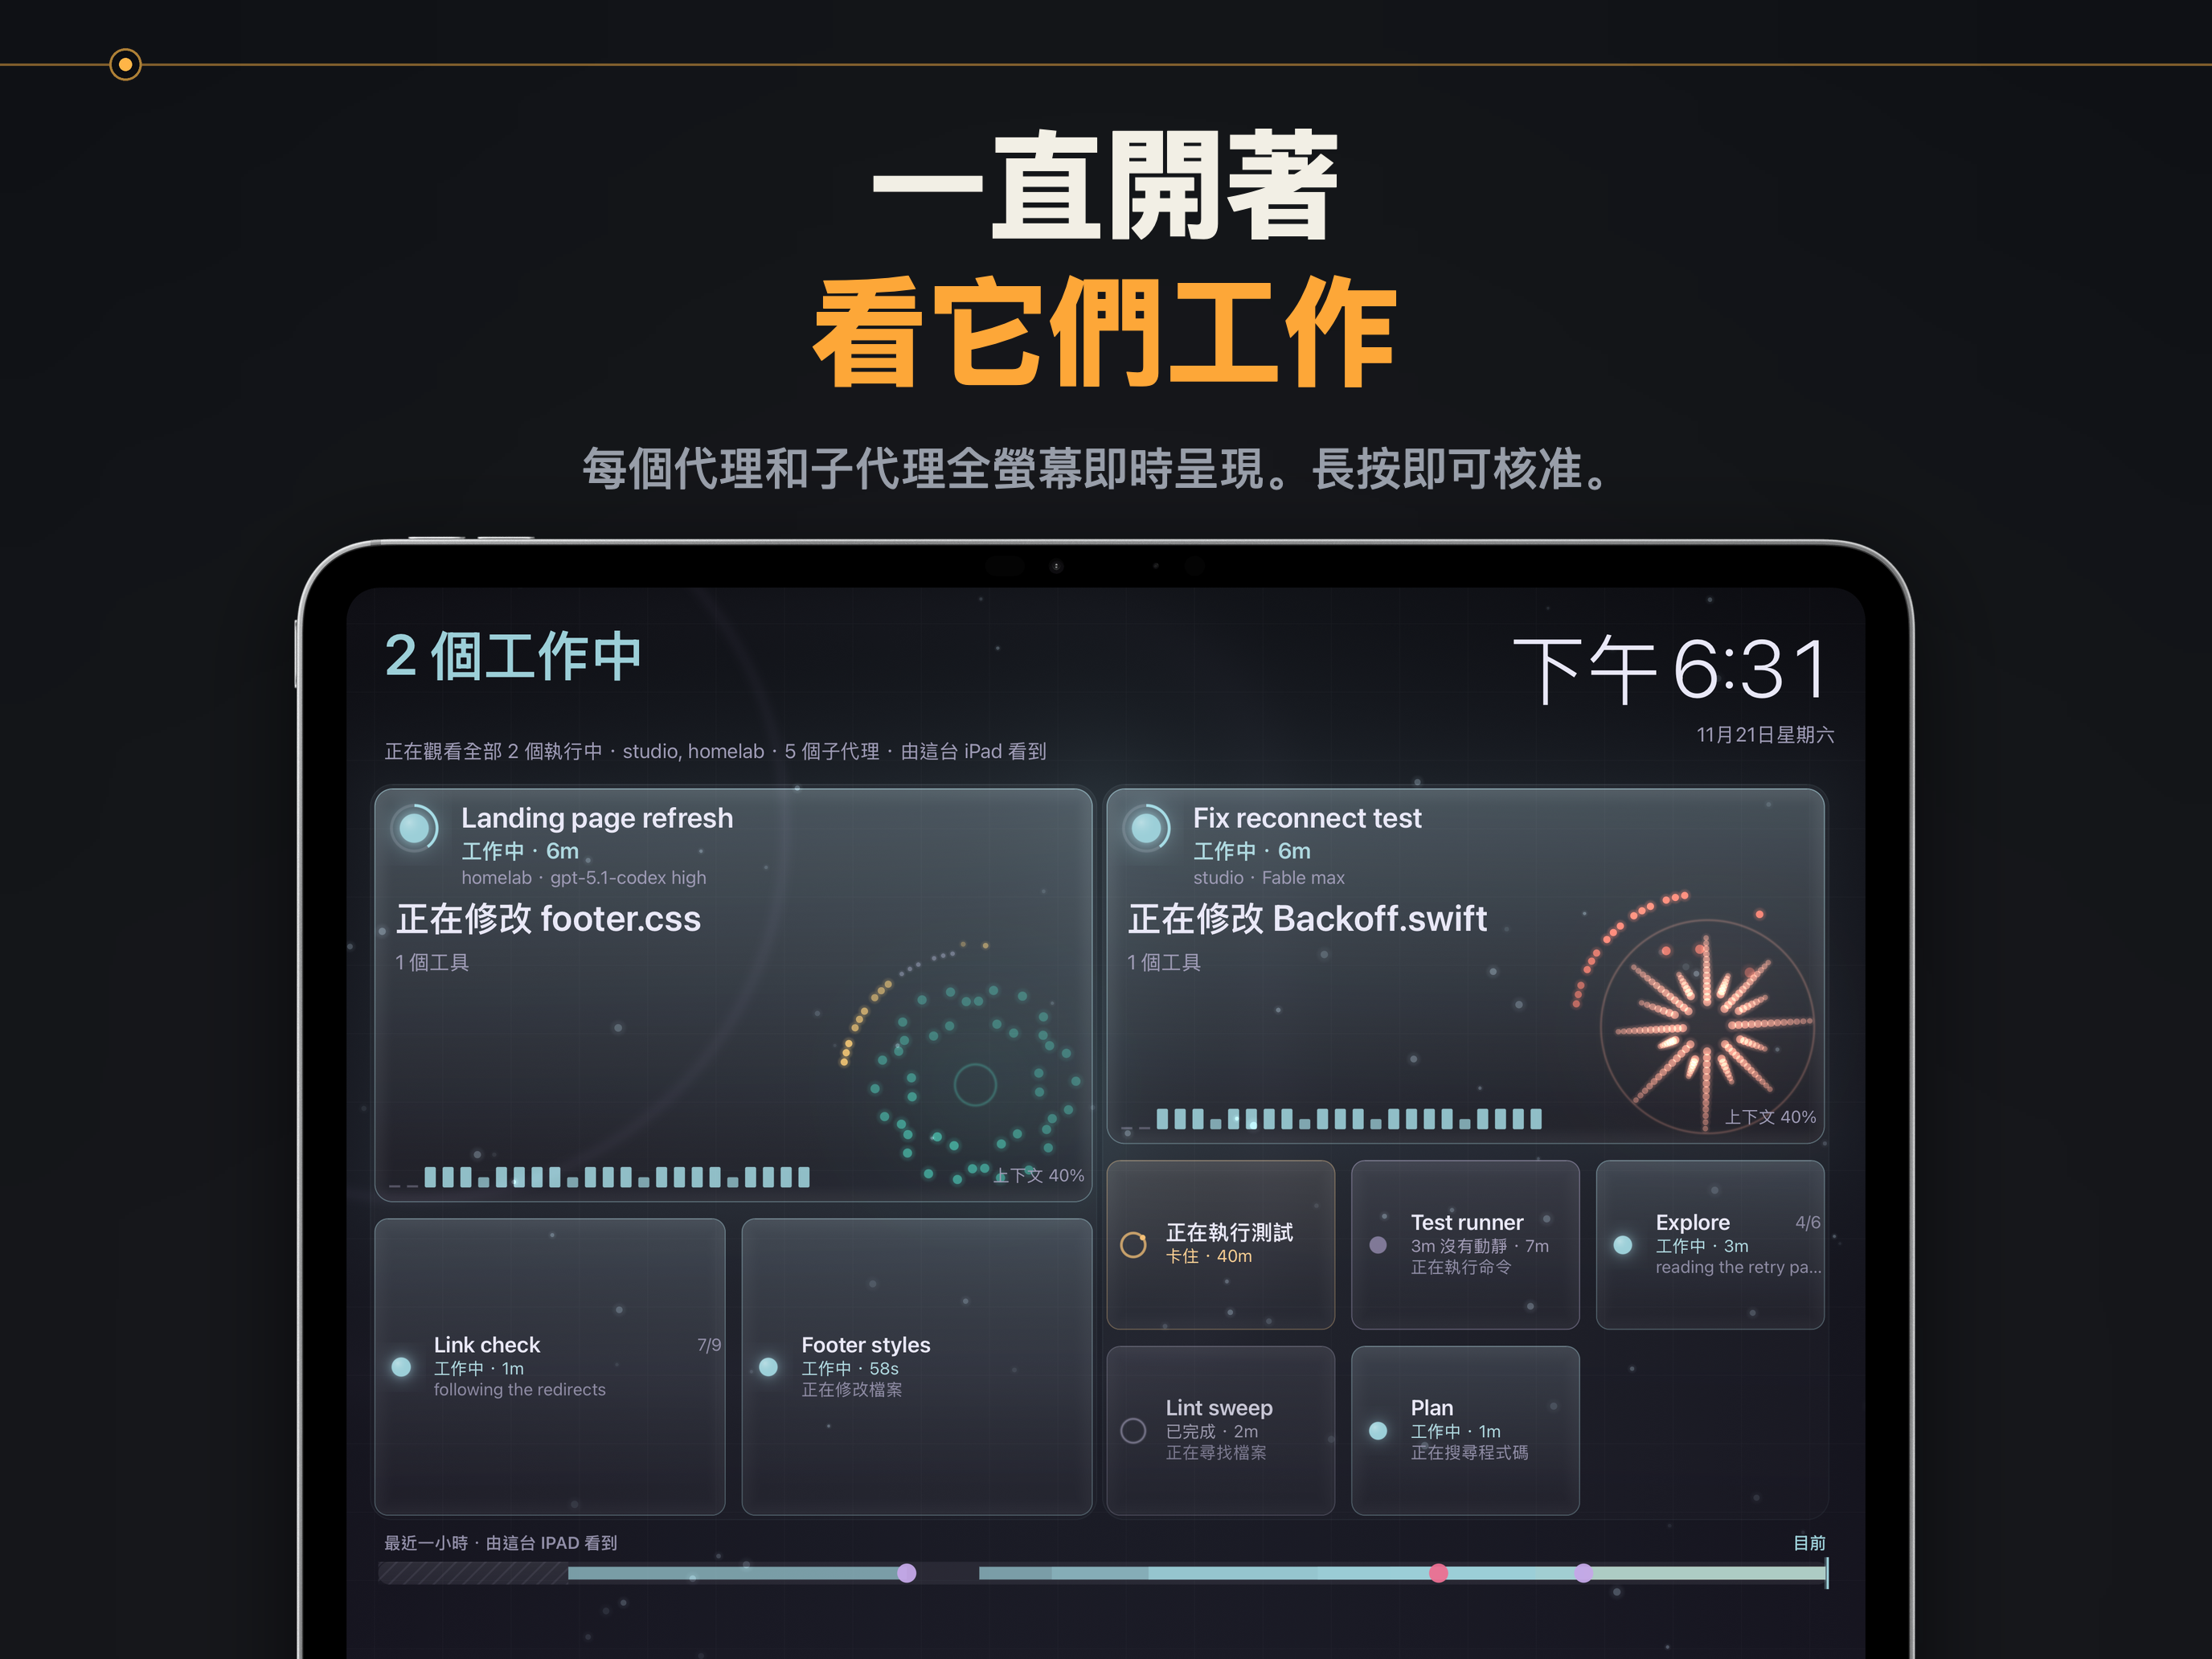 一直開著
看它們工作
每個代理和子代理全螢幕即時呈現。長按即可核准。
2 個工作中
下午 6:31
11月21日星期六
正在觀看全部 2 個執行中 · studio, homelab · 5 個子代理 · 由這台 iPad 看到
Landing page refresh
工作中 · 6m
homelab · gpt-5.1-codex high
正在修改 footer.css
1 個工具
上下文 40%
Fix reconnect test
工作中 · 6m
studio · Fable max
正在修改 Backoff.swift
1 個工具
上下文 40%
Link check
7/9
工作中 · 1m
following the redirects
Footer styles
工作中 · 58s
正在修改檔案
正在執行測試
卡住 · 40m
Test runner
3m 沒有動靜 · 7m
正在執行命令
Explore
4/6
工作中 · 3m
reading the retry pa...
Lint sweep
已完成 · 2m
正在尋找檔案
Plan
工作中 · 1m
正在搜尋程式碼
最近一小時 · 由這台 IPAD 看到
目前